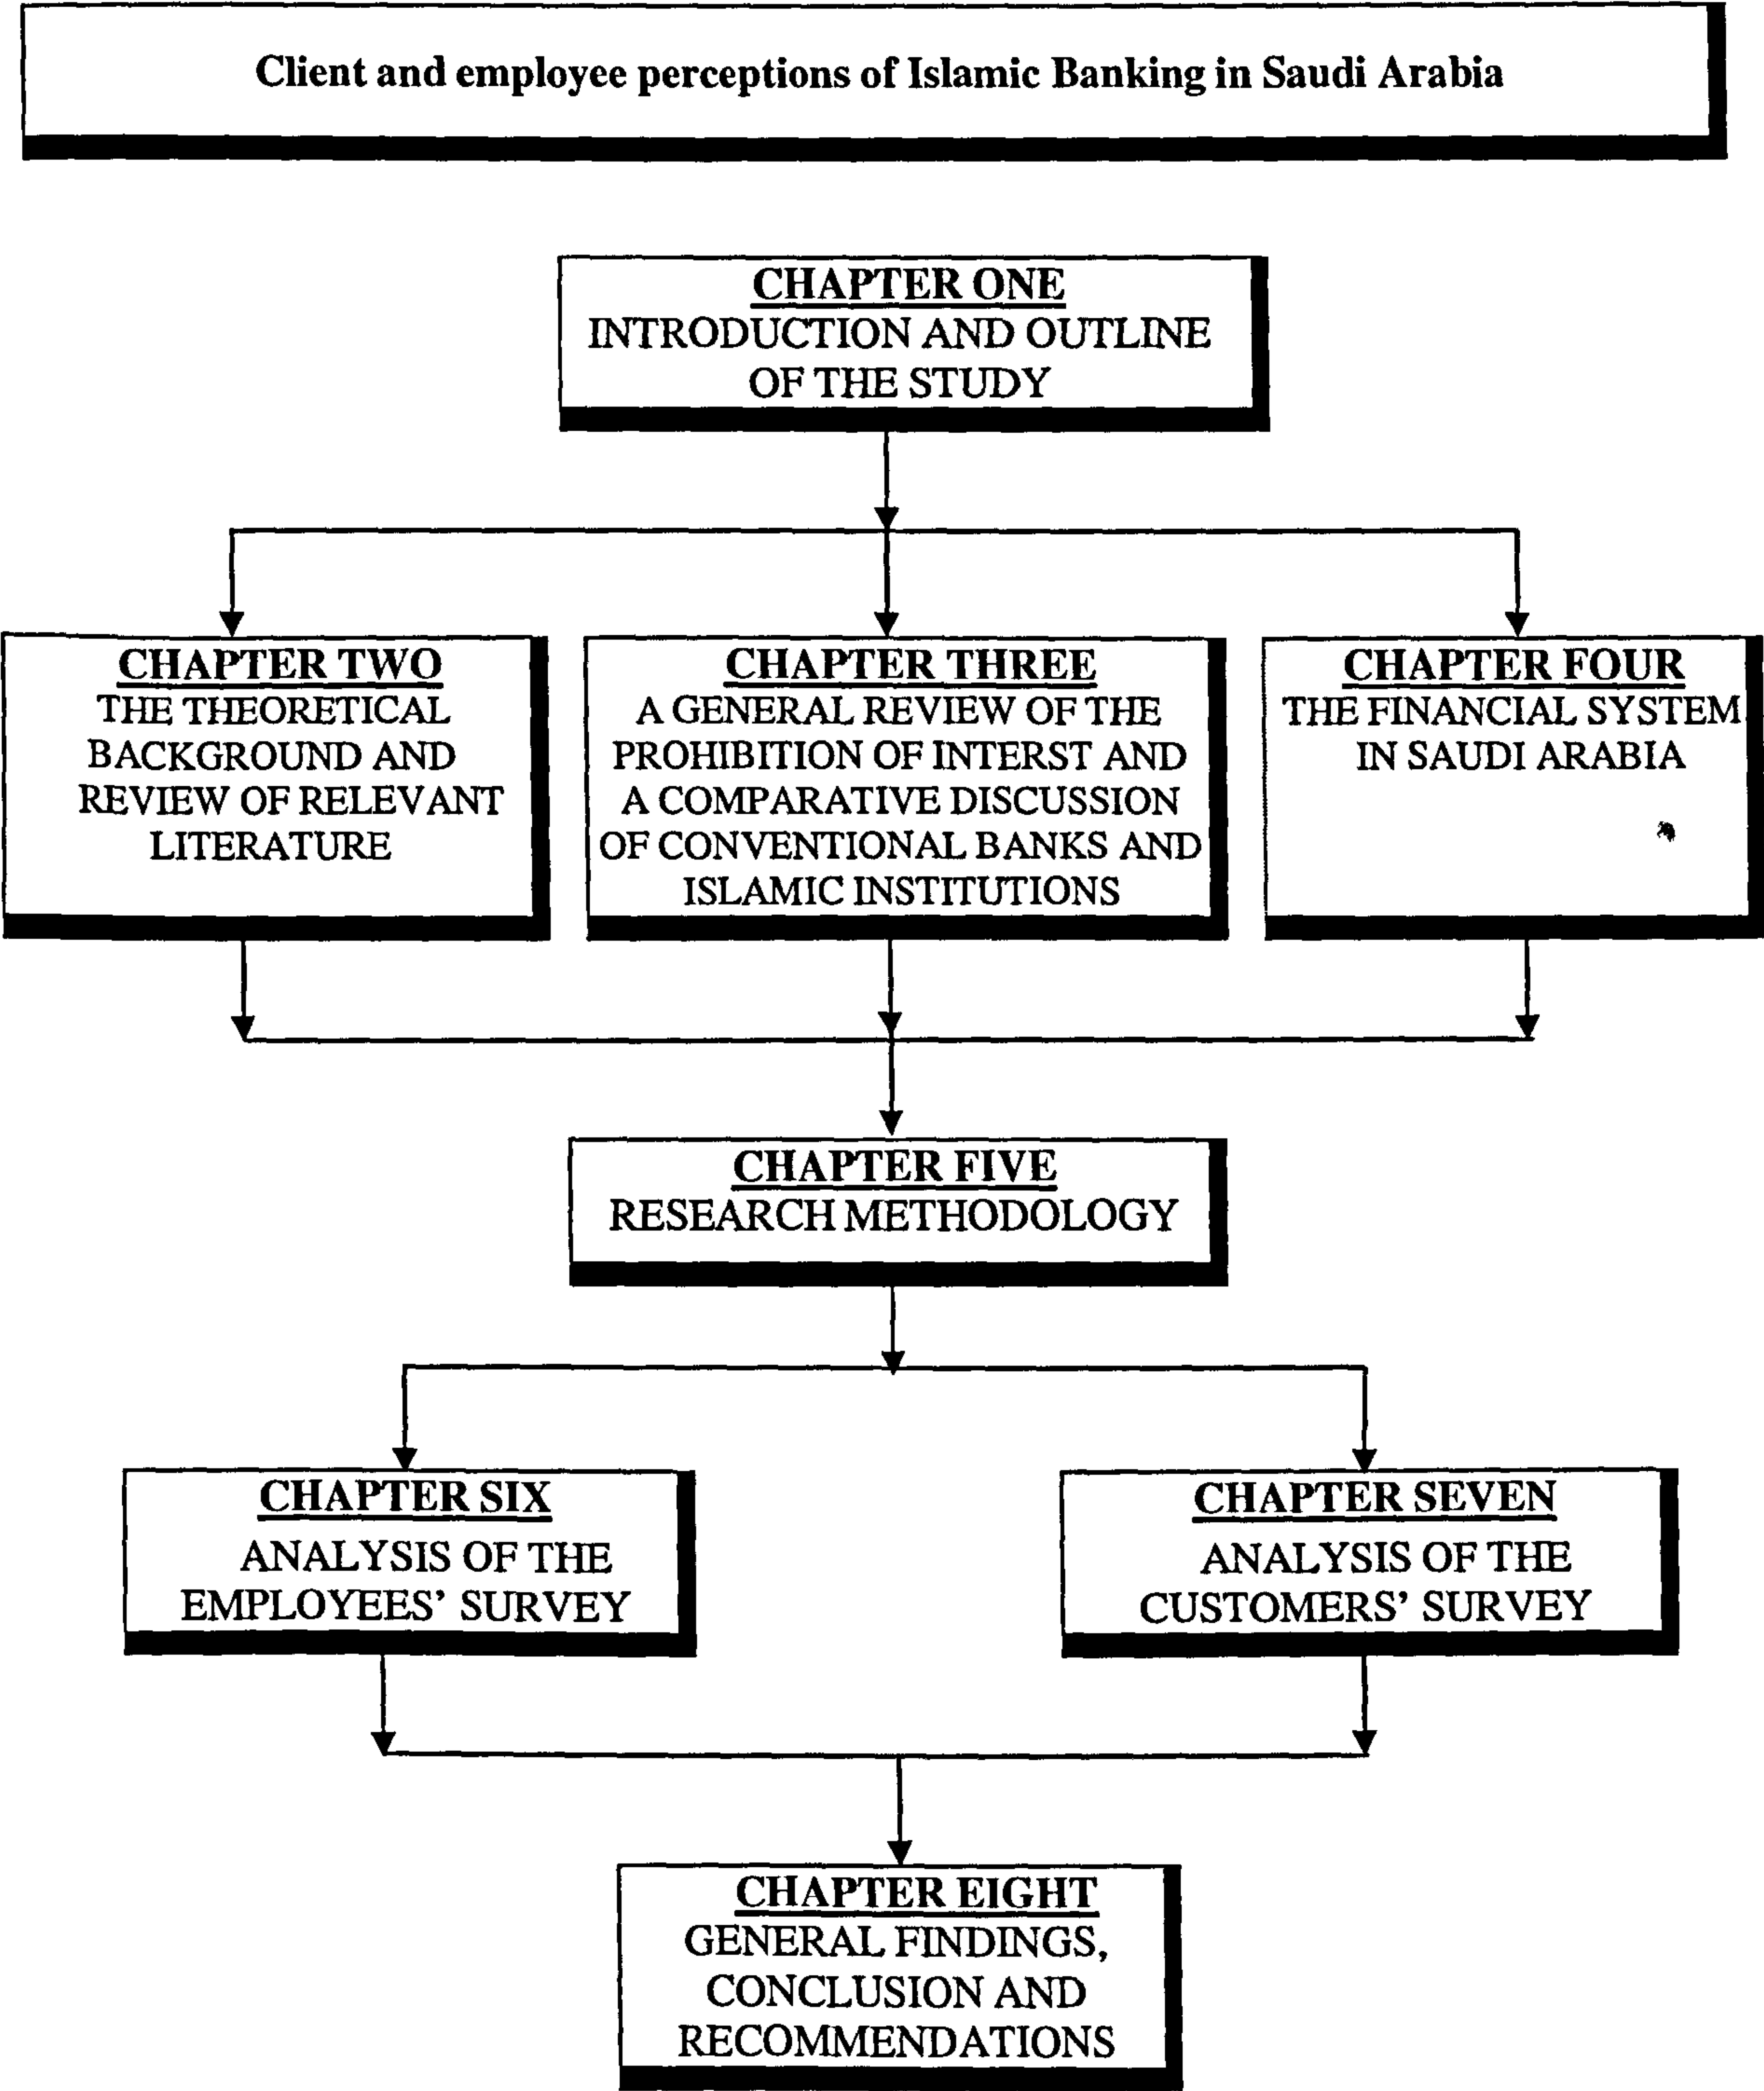 Client and employee perceptions of Islamic Banking in Saudi Arabia
CHAPTER ONE
INTRODUCTION AND OUTLINE
OF THE STUDY
CHAPTER TWO
THE THEORETICAL
BACKGROUND AND
REVIEW OF RELEVANT
LITERATURE
CHAPTER THREE
A GENERAL REVIEW OF THE
PROHIBITION OF INTERST AND
A COMPARATIVE DISCUSSION
OF CONVENTIONAL BANKS AND
ISLAMIC INSTITUTIONS
CHAPTER FOUR
THE FINANCIAL SYSTEM
IN SAUDI ARABIA
CHAPTER FIVE
RESEARCH METHODOLOGY
CHAPTER SIX
ANALYSIS OF THE
EMPLOYEES’ SURVEY
CHAPTER SEVEN
ANALYSIS OF THE
CUSTOMERS’ SURVEY
CHAPTER EIGHT
GENERAL FINDINGS,
CONCLUSION AND
RECOMMENDATIONS